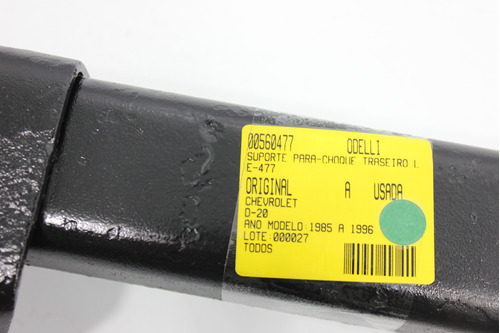 00560477 ODELLI
SUPORTE PARA-CHOQUE TRASEIRO L
E-477
ORIGINAL A USADA
CHEVROLET
D-20
ANO MODELO:1985 A 1996
LOTE:000027
TODOS